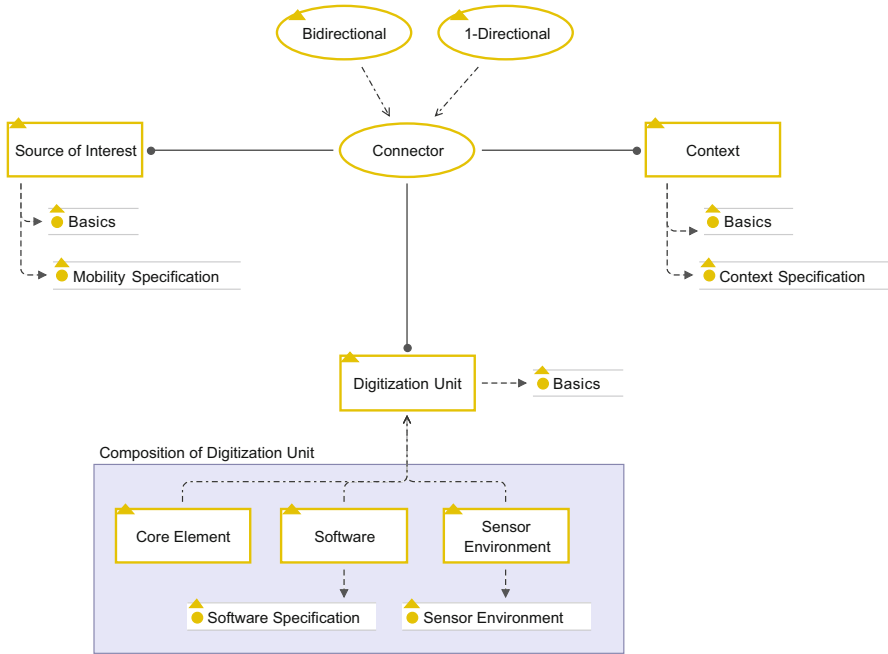 Bidirectional
1-Directional
Source of Interest
Connector
Context
Basics
Basics
Mobility Specification
Context Specification
Digitization Unit
Basics
Composition of Digitization Unit
Core Element
Software
Sensor
Environment
Software Specification
Sensor Environment